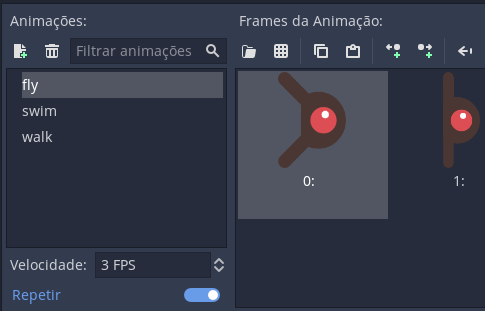 Animações:
Frames da Animação:
Filtrar animações
fly
swim
walk
0:
1:
Velocidade: 3 FPS
Repetir